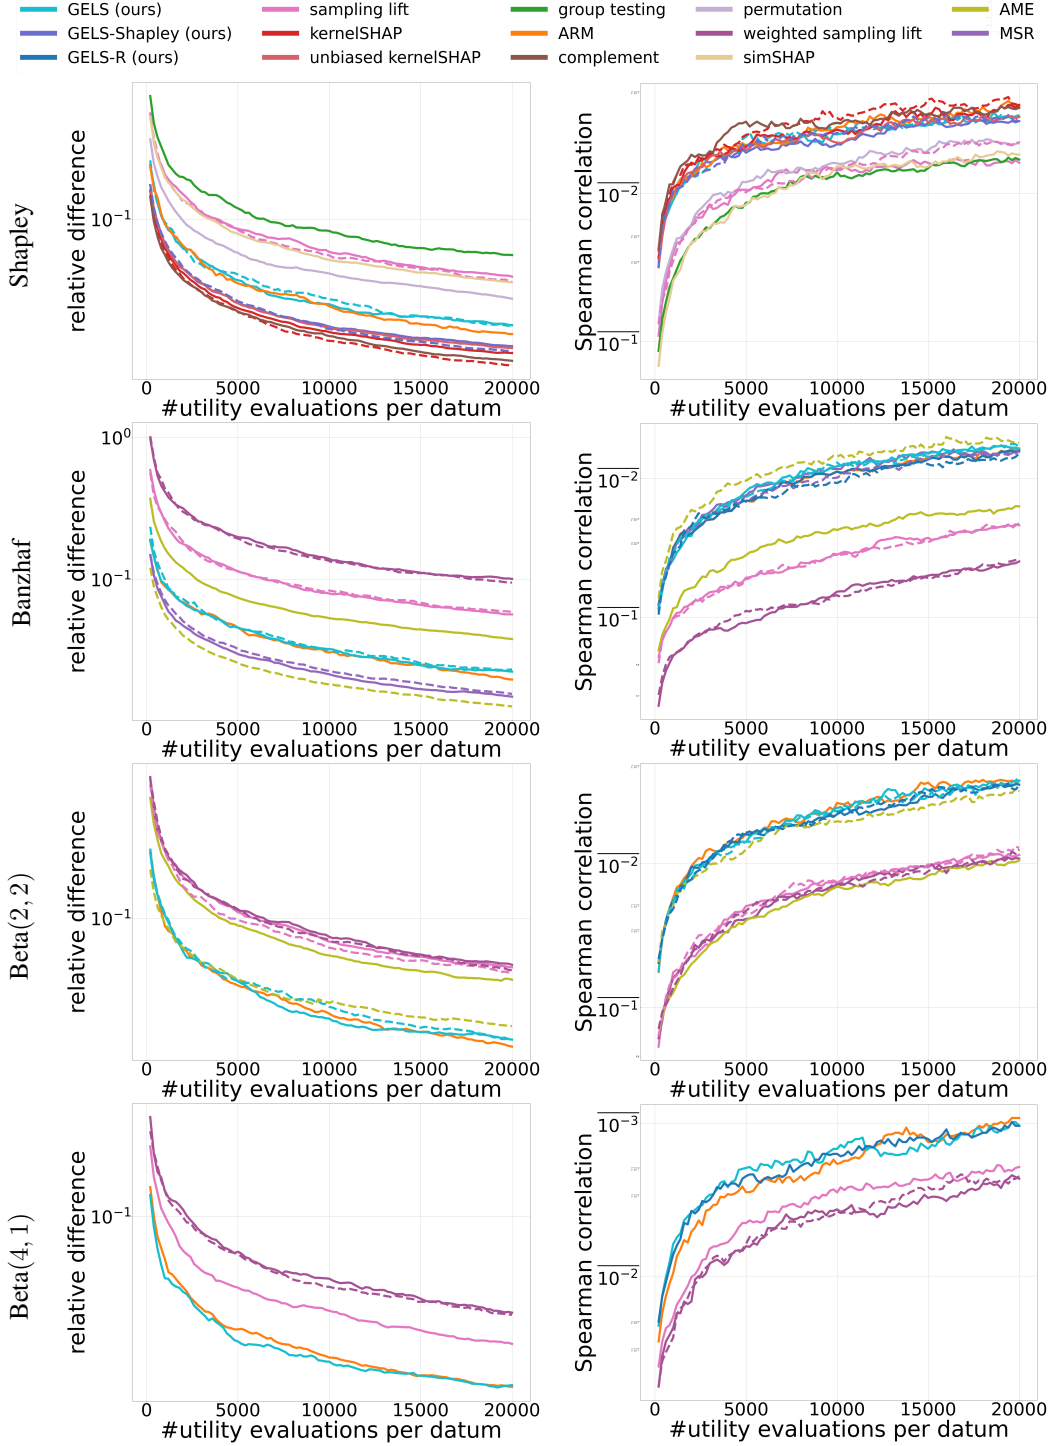 GELS (ours) sampling lift group testing permutation AME
GELS-Shapley (ours) kernelSHAP ARM weighted sampling lift MSR
GELS-R (ours) unbiased kernelSHAP complement simSHAP
Shapley
relative difference
10⁻¹
0 5000 10000 15000 20000
#utility evaluations per datum
Spearman correlation
10⁻²
10⁻¹
0 5000 10000 15000 20000
#utility evaluations per datum
Banzhaf
relative difference
10⁰
10⁻¹
0 5000 10000 15000 20000
#utility evaluations per datum
Spearman correlation
10⁻²
10⁻¹
0 5000 10000 15000 20000
#utility evaluations per datum
Beta(2, 2)
relative difference
10⁻¹
0 5000 10000 15000 20000
#utility evaluations per datum
Spearman correlation
10⁻²
10⁻¹
0 5000 10000 15000 20000
#utility evaluations per datum
Beta(4, 1)
relative difference
10⁻¹
0 5000 10000 15000 20000
#utility evaluations per datum
Spearman correlation
10⁻³
10⁻²
0 5000 10000 15000 20000
#utility evaluations per datum